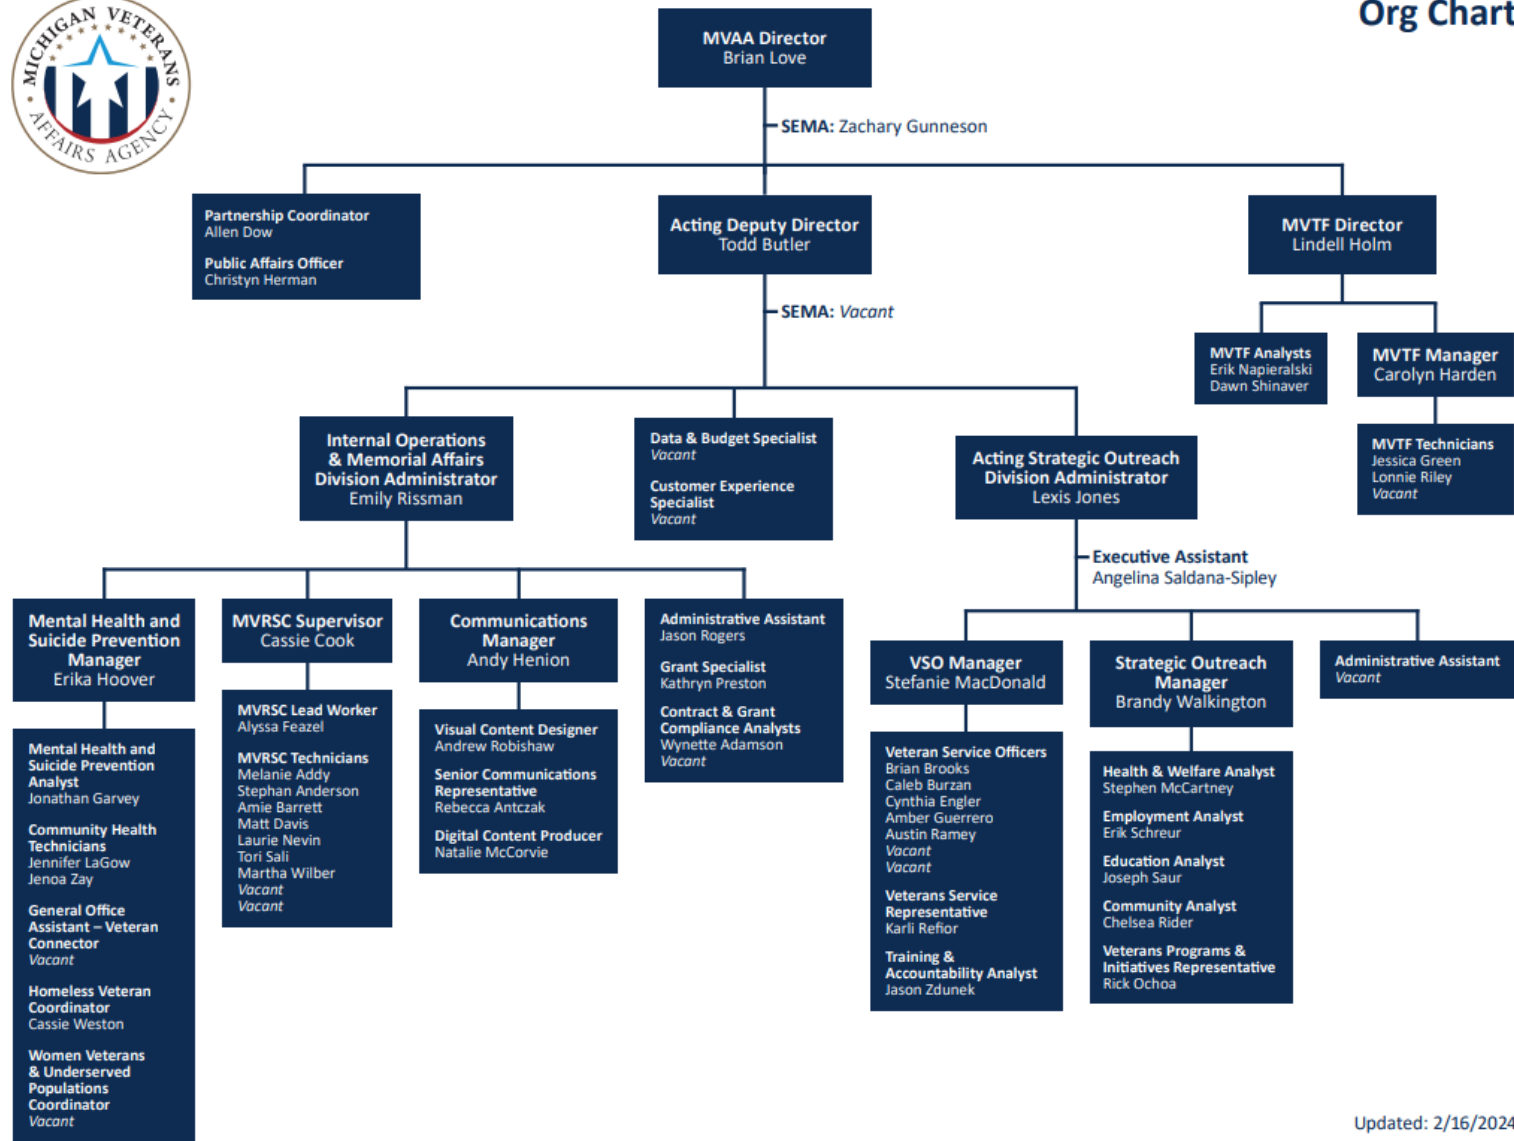 MICHIGAN VETERANS
AFFAIRS AGENCY
Org Chart
MVAA Director
Brian Love
SEMA: Zachary Gunneson
Partnership Coordinator
Allen Dow
Public Affairs Officer
Christyn Herman
Acting Deputy Director
Todd Butler
MVTF Director
Lindell Holm
SEMA: Vacant
MVTF Analysts
Erik Napieralski
Dawn Shinaver
MVTF Manager
Carolyn Harden
MVTF Technicians
Jessica Green
Lonnie Riley
Vacant
Internal Operations
& Memorial Affairs
Division Administrator
Emily Rissman
Data & Budget Specialist
Vacant
Customer Experience
Specialist
Vacant
Acting Strategic Outreach
Division Administrator
Lexis Jones
Executive Assistant
Angelina Saldana-Sipley
Mental Health and
Suicide Prevention
Manager
Erika Hoover
Mental Health and
Suicide Prevention
Analyst
Jonathan Garvey
Community Health
Technicians
Jennifer LaGow
Jenoa Zay
General Office
Assistant – Veteran
Connector
Vacant
Homeless Veteran
Coordinator
Cassie Weston
Women Veterans
& Underserved
Populations
Coordinator
Vacant
MVRSC Supervisor
Cassie Cook
MVRSC Lead Worker
Alyssa Feazel
MVRSC Technicians
Melanie Addy
Stephan Anderson
Amie Barrett
Matt Davis
Laurie Nevin
Tori Sali
Martha Wilber
Vacant
Vacant
Communications
Manager
Andy Henion
Visual Content Designer
Andrew Robishaw
Senior Communications
Representative
Rebecca Antczak
Digital Content Producer
Natalie McCorvie
Administrative Assistant
Jason Rogers
Grant Specialist
Kathryn Preston
Contract & Grant
Compliance Analysts
Wynette Adamson
Vacant
VSO Manager
Stefanie MacDonald
Veteran Service Officers
Brian Brooks
Caleb Burzan
Cynthia Engler
Amber Guerrero
Austin Ramey
Vacant
Vacant
Veterans Service
Representative
Karli Refior
Training &
Accountability Analyst
Jason Zdunek
Strategic Outreach
Manager
Brandy Walkington
Health & Welfare Analyst
Stephen McCartney
Employment Analyst
Erik Schreur
Education Analyst
Joseph Saur
Community Analyst
Chelsea Rider
Veterans Programs &
Initiatives Representative
Rick Ochoa
Administrative Assistant
Vacant
Updated: 2/16/2024